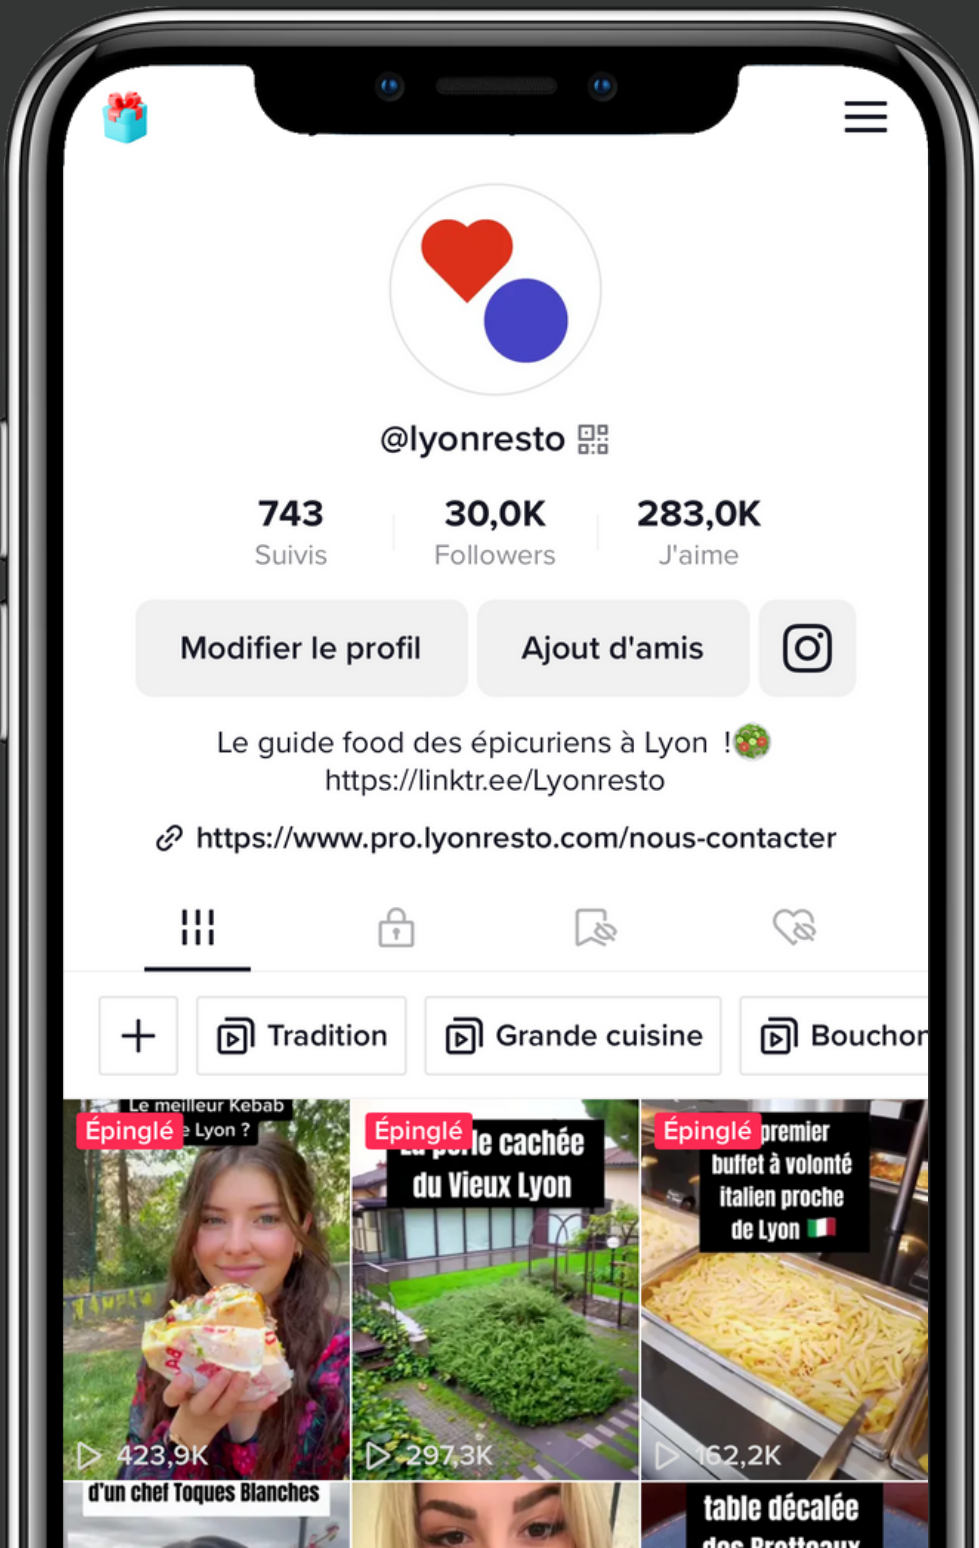 @lyonresto
743
Suivis
30,0K
Followers
283,0K
J'aime
Modifier le profil
Ajout d'amis
Le guide food des épicuriens à Lyon !
https://linktr.ee/Lyonresto
https://www.pro.lyonresto.com/nous-contacter
Tradition
Grande cuisine
Bouchon
Le meilleur Kebab
Épinglé
Lyon ?
423,9K
Épinglé
cachée
du Vieux Lyon
297,3K
Épinglé
premier
buffet à volonté
italien proche
de Lyon
162,2K
d'un chef Toques Blanches
table décalée
des Brotteaux